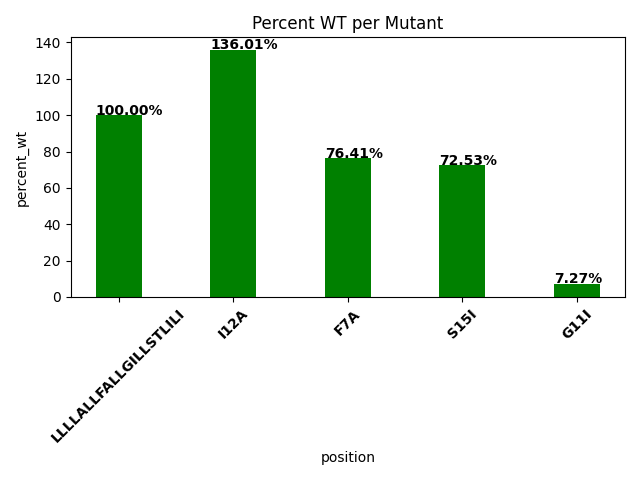 Percent WT per Mutant
percent_wt
140
120
100
80
60
40
20
0
100.00%
136.01%
76.41%
72.53%
7.27%
LLLLALLFALLGILLSTLILI
I12A
F7A
S15I
G11I
position